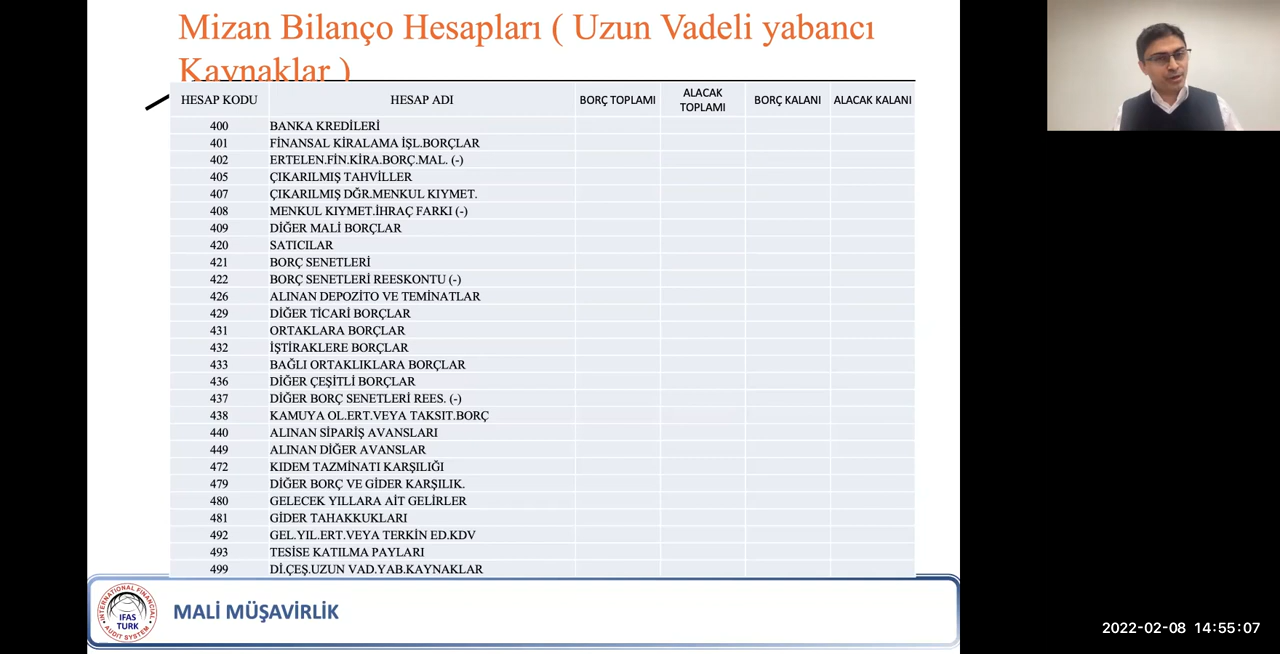 Mizan Bilanço Hesapları ( Uzun Vadeli yabancı
Kaynaklar )
HESAP KODU HESAP ADI BORÇ TOPLAMI ALACAK TOPLAMI BORÇ KALANI ALACAK KALANI
400 BANKA KREDİLERİ
401 FİNANSAL KİRALAMA İŞL.BORÇLAR
402 ERTELEN.FİN.KİRA.BORÇ.MAL. (-)
405 ÇIKARILMIŞ TAHVİLLER
407 ÇIKARILMIŞ DĞR.MENKUL KIYMET.
408 MENKUL KIYMET.İHRAÇ FARKI (-)
409 DİĞER MALİ BORÇLAR
420 SATICILAR
421 BORÇ SENETLERİ
422 BORÇ SENETLERİ REESKONTU (-)
426 ALINAN DEPOZİTO VE TEMİNATLAR
429 DİĞER TİCARİ BORÇLAR
431 ORTAKLARA BORÇLAR
432 İŞTİRAKLERE BORÇLAR
433 BAĞLI ORTAKLIKLARA BORÇLAR
436 DİĞER ÇEŞİTLİ BORÇLAR
437 DİĞER BORÇ SENETLERİ REES. (-)
438 KAMUYA OL.ERT.VEYA TAKSIT.BORÇ
440 ALINAN SİPARİŞ AVANSLARI
449 ALINAN DİĞER AVANSLAR
472 KIDEM TAZMİNATI KARŞILIĞI
479 DİĞER BORÇ VE GİDER KARŞILIK.
480 GELECEK YILLARA AİT GELİRLER
481 GİDER TAHAKKUKLARI
492 GEL.YIL.ERT.VEYA TERKİN ED.KDV
493 TESİSE KATILMA PAYLARI
499 Dİ.ÇEŞ.UZUN VAD.YAB.KAYNAKLAR
INTERNATIONAL FINANCIAL
IFAS
TURK
AUDIT SYSTEM
MALİ MÜŞAVİRLİK
2022-02-08 14:55:07